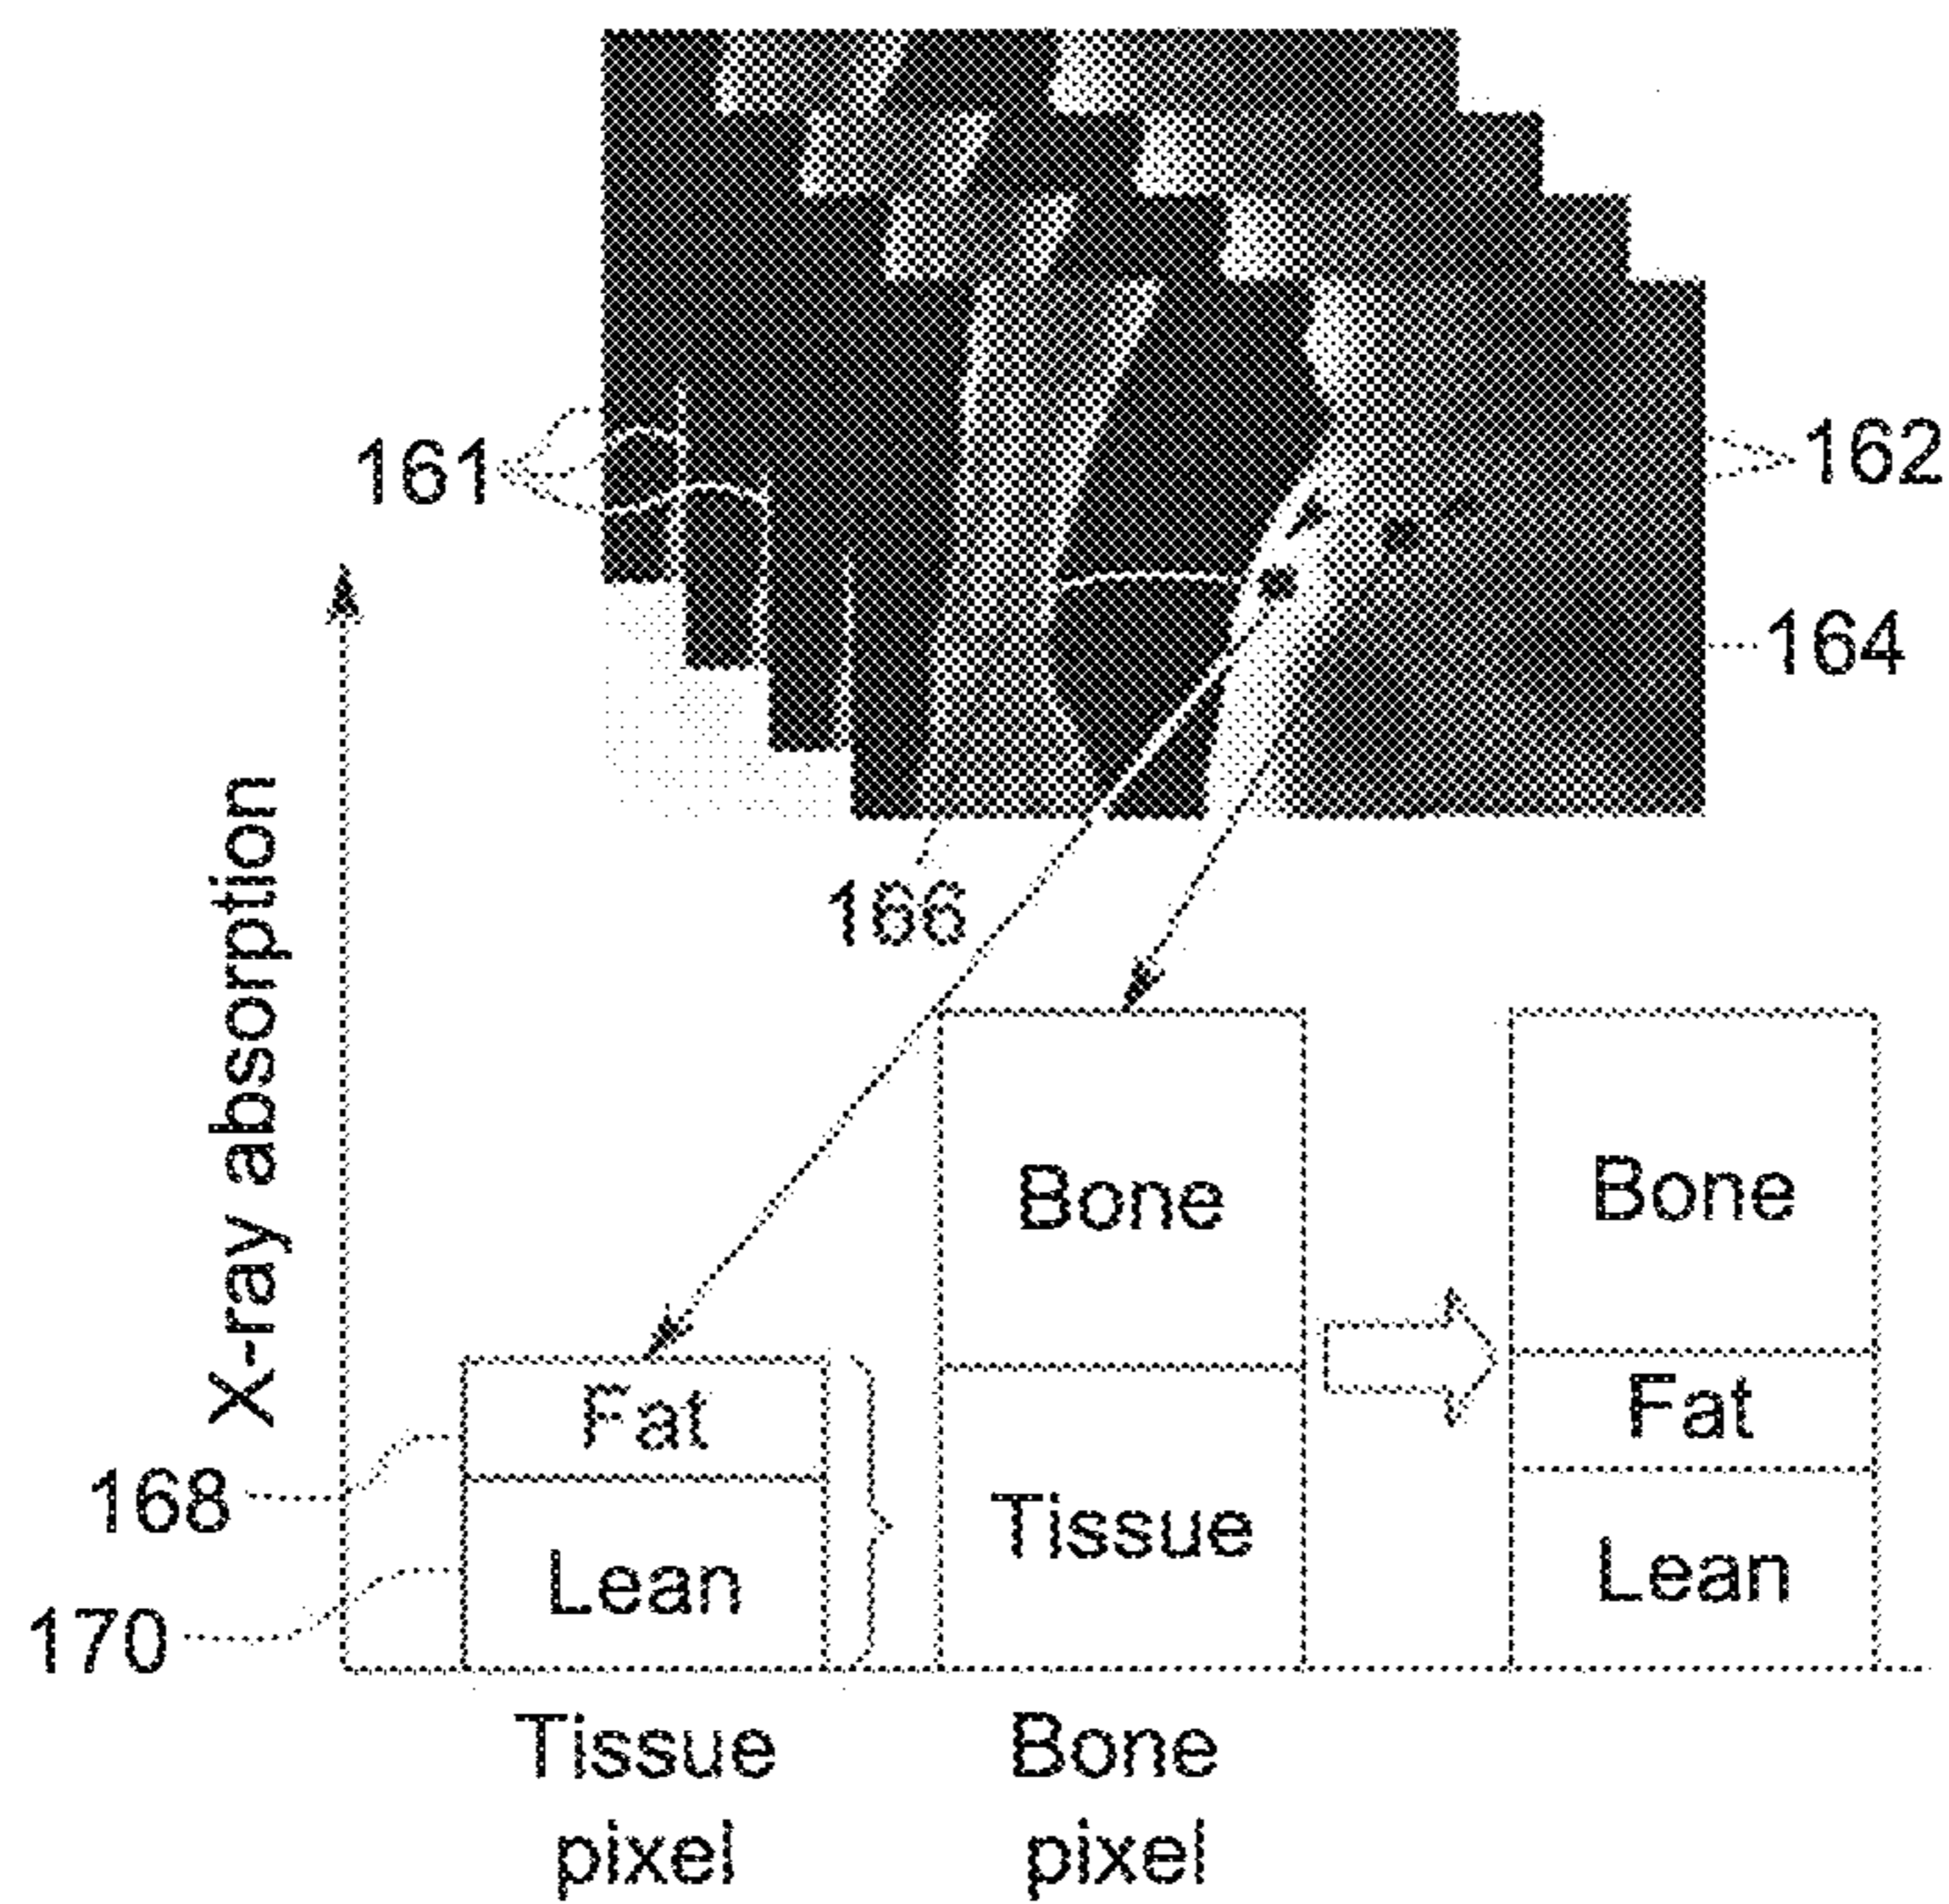 161
162
164
166
X-ray absorption
Bone
Bone
Fat
Fat
168
Tissue
Lean
Lean
170
Tissue
pixel
Bone
pixel